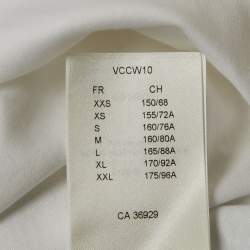 VCCW10
FR CH
XXS 150/68
XS 155/72A
S 160/76A
M 160/80A
L 165/88A
XL 170/92A
XXL 175/96A
CA 36929